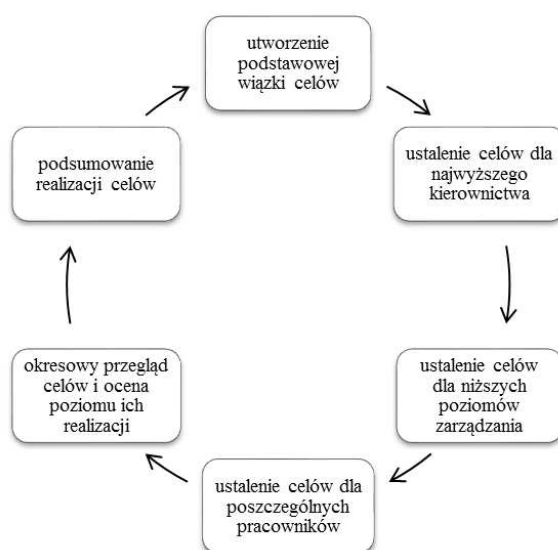 utworzenie
podstawowej
wiązki celów
ustalenie celów dla
najwyższego
kierownictwa
ustalenie celów
dla niższych
poziomów
zarządzania
ustalenie celów dla
poszczególnych
pracowników
okresowy przegląd
celów i ocena
poziomu ich
realizacji
podsumowanie
realizacji celów